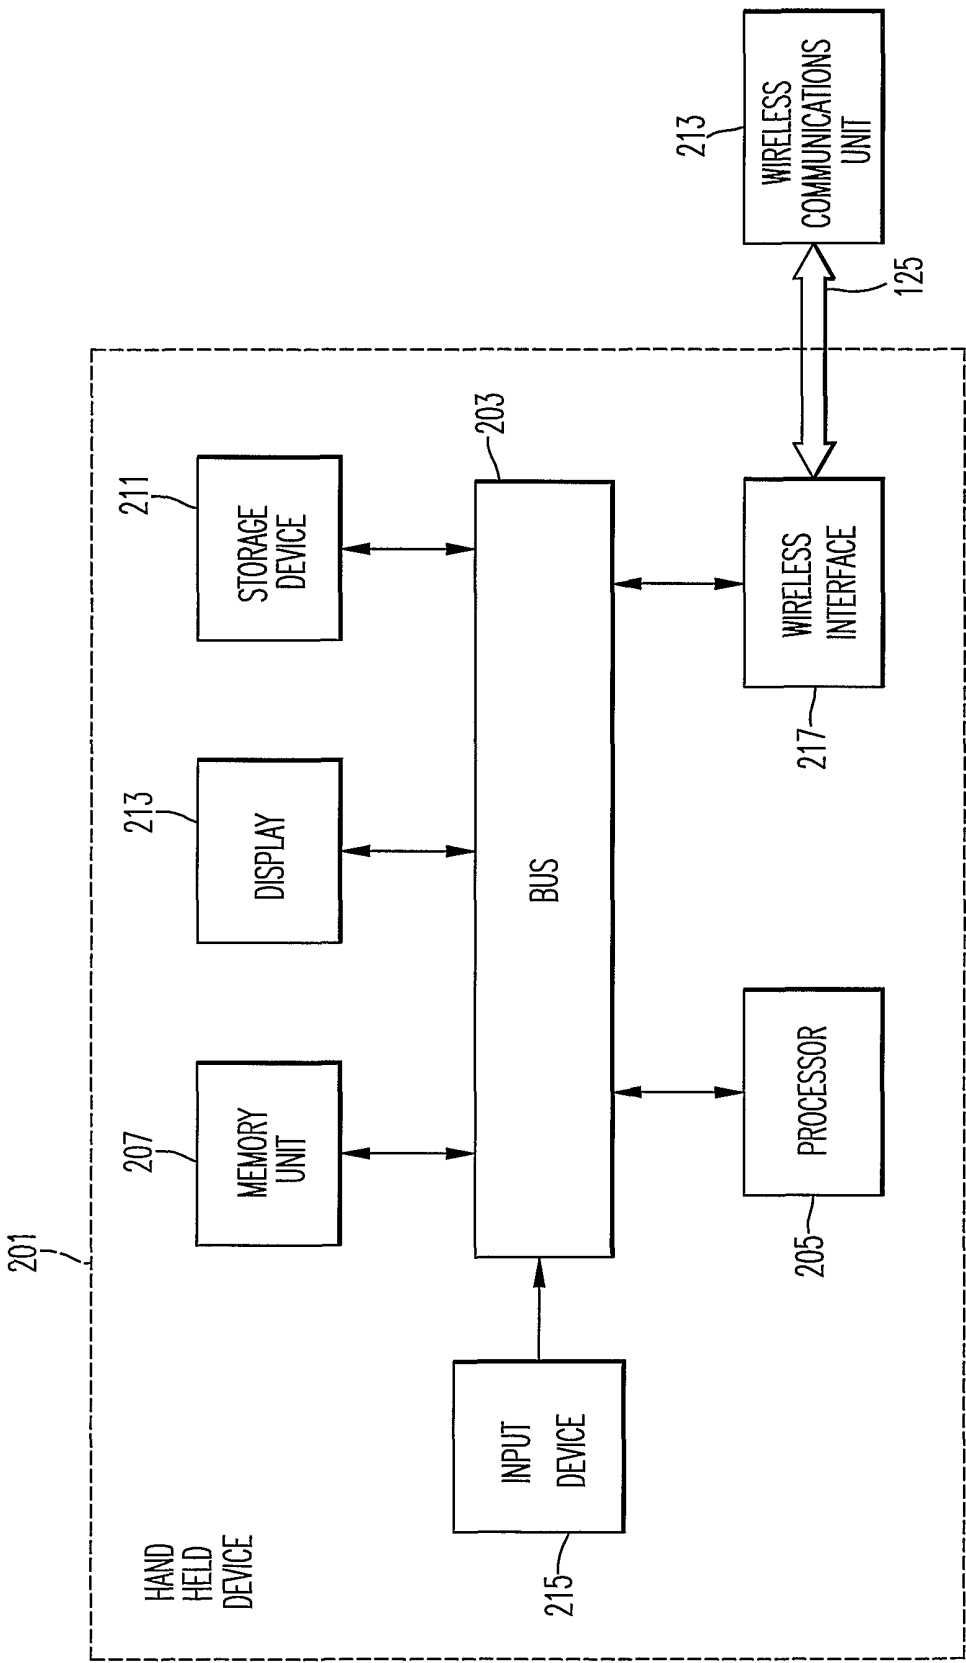 201
HAND
HELD
DEVICE
207
MEMORY
UNIT
213
DISPLAY
211
STORAGE
DEVICE
215
INPUT
DEVICE
BUS
203
205
PROCESSOR
217
WIRELESS
INTERFACE
125
213
WIRELESS
COMMUNICATIONS
UNIT